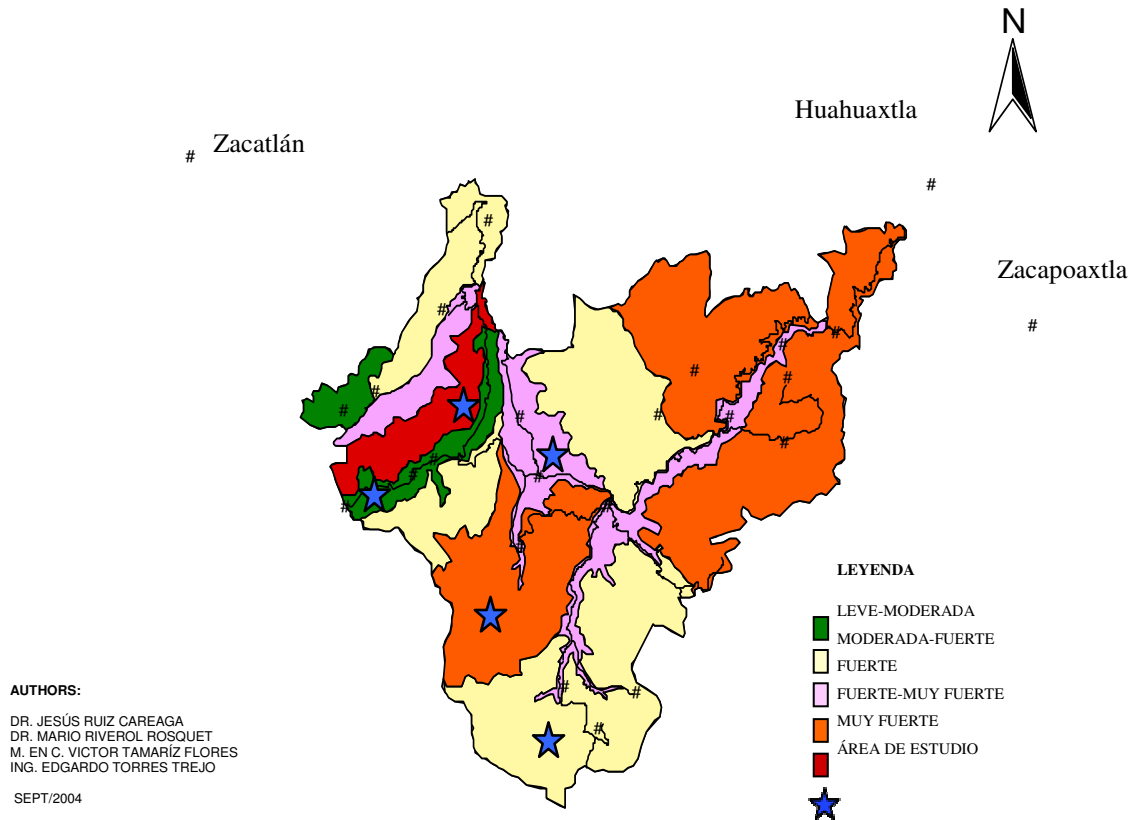 N
Huahuaxtla
Zacatlán
Zacapoaxtla
LEYENDA
LEVE-MODERADA
MODERADA-FUERTE
FUERTE
FUERTE-MUY FUERTE
MUY FUERTE
ÁREA DE ESTUDIO
AUTHORS:
DR. JESÚS RUIZ CAREAGA
DR. MARIO RIVEROL ROSQUET
M. EN C. VICTOR TAMARÍZ FLORES
ING. EDGARDO TORRES TREJO
SEPT/2004